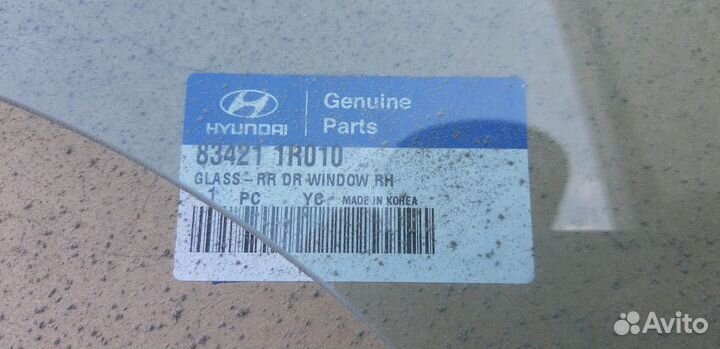 HYUNDAI
Genuine
Parts
83421 1R010
GLASS-RR DR WINDOW RH
1 PC YC MADE IN KOREA
Avito